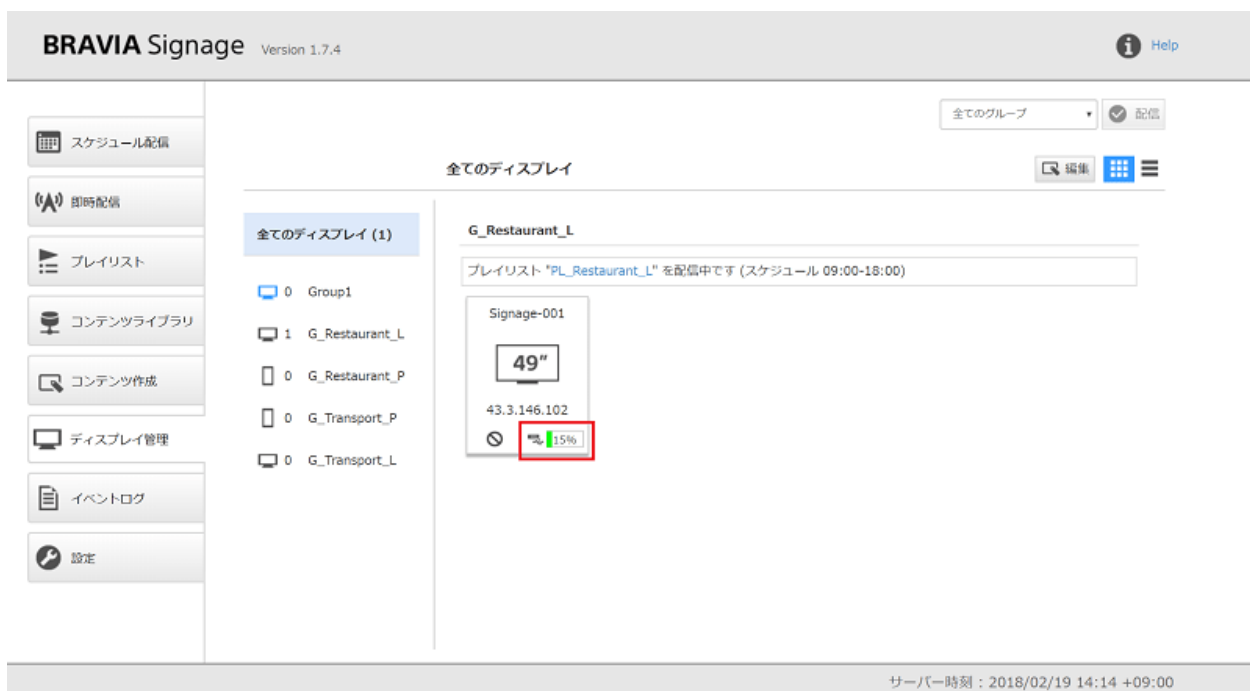 BRAVIA Signage Version 1.7.4
Help
全てのグループ
配信
スケジュール配信
即時配信
プレイリスト
コンテンツライブラリ
コンテンツ作成
ディスプレイ管理
イベントログ
設定
全てのディスプレイ
編集
全てのディスプレイ (1)
0 Group1
1 G_Restaurant_L
0 G_Restaurant_P
0 G_Transport_P
0 G_Transport_L
G_Restaurant_L
プレイリスト "PL_Restaurant_L" を配信中です (スケジュール 09:00-18:00)
Signage-001
49"
43.3.146.102
15%
サーバー時刻 : 2018/02/19 14:14 +09:00